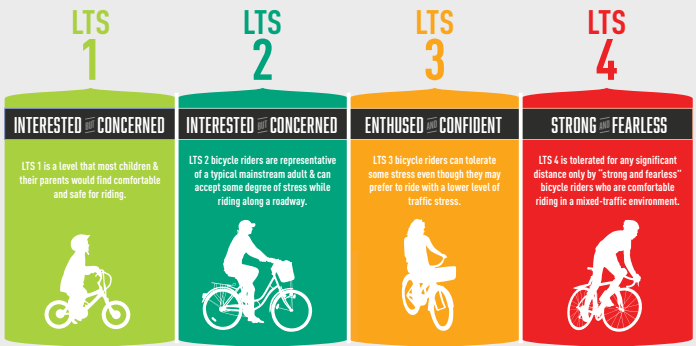 LTS
1
INTERESTED BUT CONCERNED
LTS 1 is a level that most children &
their parents would find comfortable
and safe for riding.
LTS
2
INTERESTED BUT CONCERNED
LTS 2 bicycle riders are representative
of a typical mainstream adult & can
accept some degree of stress while
riding along a roadway.
LTS
3
ENTHUSED AND CONFIDENT
LTS 3 bicycle riders can tolerate
some stress even though they may
prefer to ride with a lower level of
traffic stress.
LTS
4
STRONG AND FEARLESS
LTS 4 is tolerated for any significant
distance only by "strong and fearless"
bicycle riders who are comfortable
riding in a mixed-traffic environment.